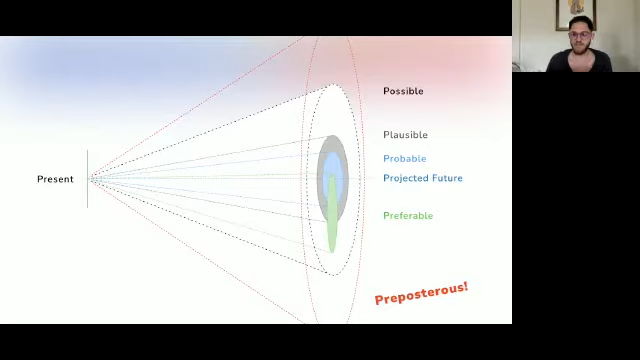 Possible
Plausible
Probable
Present
Projected Future
Preferable
Preposterous!